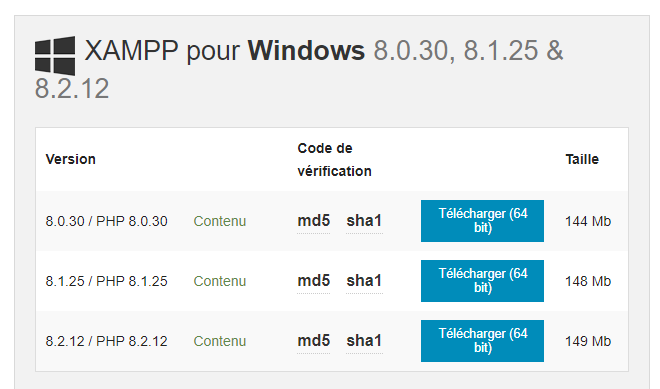 XAMPP pour Windows 8.0.30, 8.1.25 &
8.2.12
Version Code de vérification Taille
8.0.30 / PHP 8.0.30 Contenu md5 sha1 Télécharger (64 bit) 144 Mb
8.1.25 / PHP 8.1.25 Contenu md5 sha1 Télécharger (64 bit) 148 Mb
8.2.12 / PHP 8.2.12 Contenu md5 sha1 Télécharger (64 bit) 149 Mb